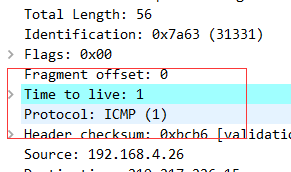 Total Length: 56
Identification: 0x7a63 (31331)
Flags: 0x00
Fragment offset: 0
Time to live: 1
Protocol: ICMP (1)
Header checksum: 0xbcb6 [validatio
Source: 192.168.4.26